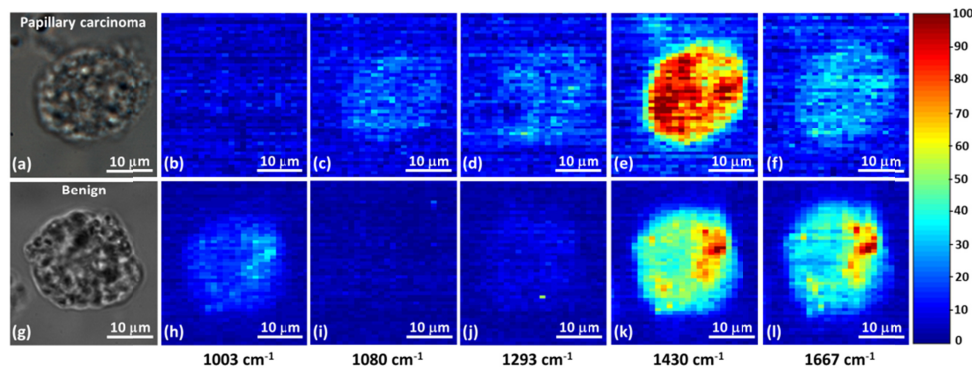 Papillary carcinoma
(a) 10 μm
(b) 10 μm
(c) 10 μm
(d) 10 μm
(e) 10 μm
(f) 10 μm
100
90
80
70
60
50
40
30
20
10
0
Benign
(g) 10 μm
(h) 10 μm
(i) 10 μm
(j) 10 μm
(k) 10 μm
(l) 10 μm
1003 cm⁻¹ 1080 cm⁻¹ 1293 cm⁻¹ 1430 cm⁻¹ 1667 cm⁻¹